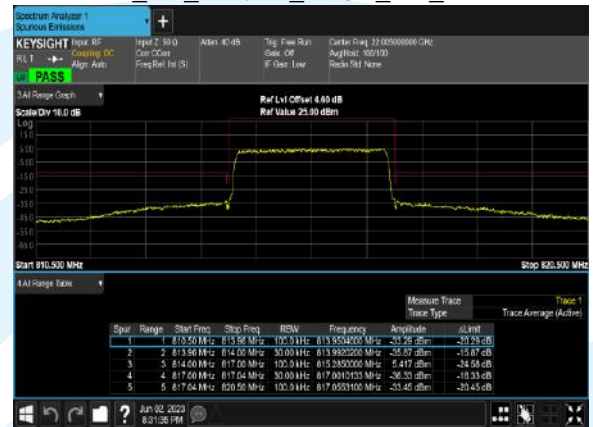 Spectrum Analyzer 1
Spurious Emissions
+
KEYSIGHT Input: RF Input Z: 50 Ω Atten: 40 dB Trig: Free Run Center Freq: 22.005000000 GHz
RLT Coupling: DC Corr CCorr Gate: Off Avg|Hold: 100/100
Align: Auto Freq Ref: Int (S) IF Gain: Low Radio Std: None
PASS
3 All Range Graph
Ref Lvl Offset 4.60 dB
Scale/Div 10.0 dB Ref Value 25.00 dBm
Log
15.0
5.00
-5.00
-15.0
-25.0
-35.0
-45.0
-55.0
-65.0
Start 810.500 MHz Stop 820.500 MHz
4 All Range Table
Measure Trace Trace 1
Trace Type Trace Average (Active)
Spur Range Start Freq Stop Freq RBW Frequency Amplitude ΔLimit
1 1 810.50 MHz 813.96 MHz 100.0 kHz 813.9504800 MHz -33.29 dBm -20.29 dB
2 2 813.96 MHz 814.00 MHz 30.00 kHz 813.9920200 MHz -35.87 dBm -15.87 dB
3 3 814.00 MHz 817.00 MHz 100.0 kHz 815.2850000 MHz 5.417 dBm -24.58 dB
4 4 817.00 MHz 817.04 MHz 30.00 kHz 817.0010133 MHz -36.33 dBm -16.33 dB
5 5 817.04 MHz 820.50 MHz 100.0 kHz 817.0553100 MHz -33.45 dBm -20.45 dB
?
Jun 02, 2023
8:31:36 PM